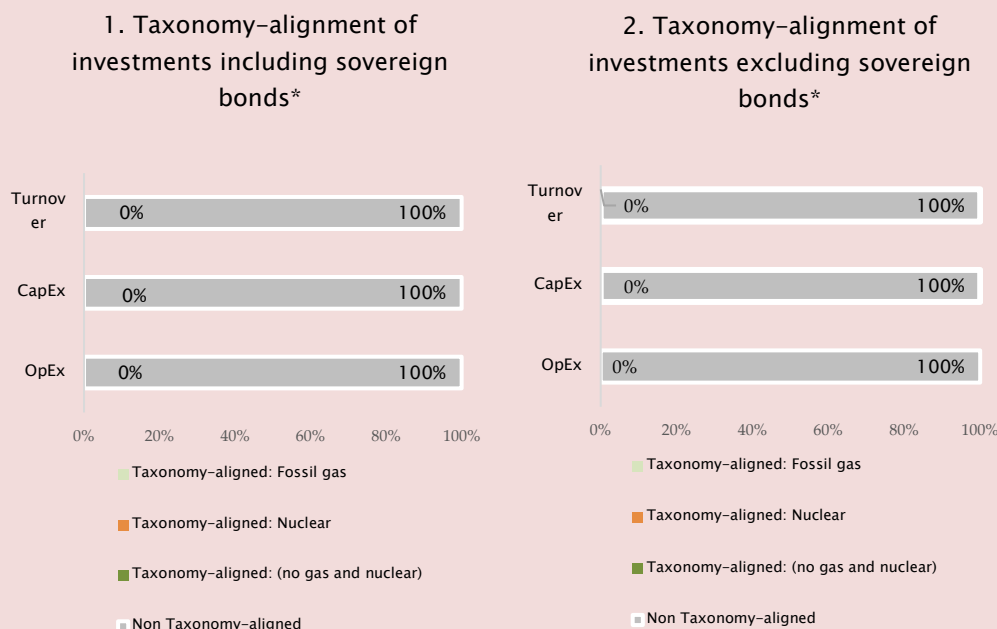 1. Taxonomy-alignment of
investments including sovereign
bonds*
Turnov
er
0%
100%
CapEx
0%
100%
OpEx
0%
100%
0%
20%
40%
60%
80%
100%
Taxonomy-aligned: Fossil gas
Taxonomy-aligned: Nuclear
Taxonomy-aligned: (no gas and nuclear)
Non Taxonomy-aligned
2. Taxonomy-alignment of
investments excluding sovereign
bonds*
Turnov
er
0%
100%
CapEx
0%
100%
OpEx
0%
100%
0%
20%
40%
60%
80%
100%
Taxonomy-aligned: Fossil gas
Taxonomy-aligned: Nuclear
Taxonomy-aligned: (no gas and nuclear)
Non Taxonomy-aligned